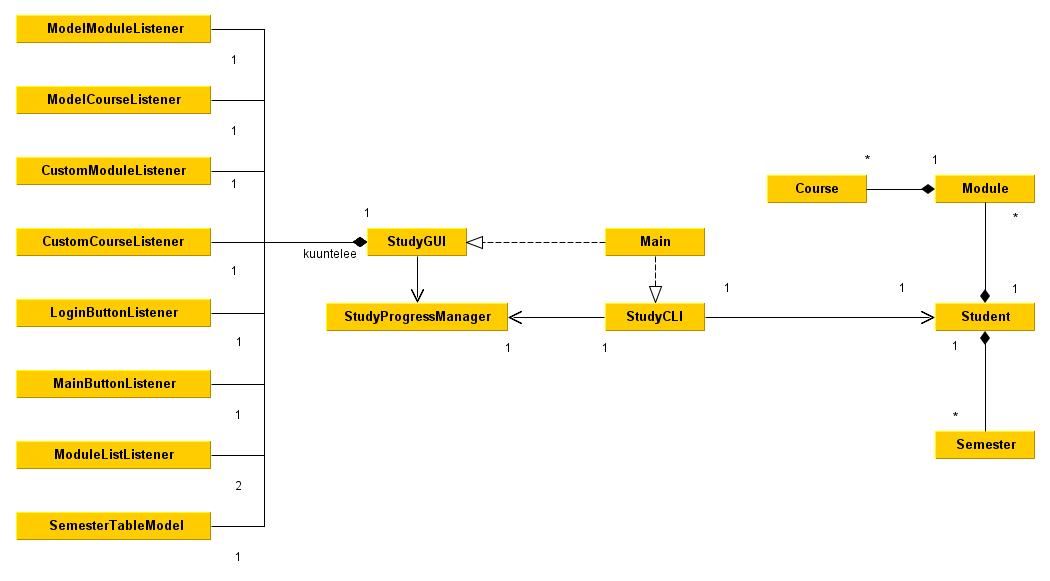 ModelModuleListener
1
ModelCourseListener
1
CustomModuleListener
1
CustomCourseListener
1
LoginButtonListener
1
MainButtonListener
1
ModuleListListener
2
SemesterTableModel
1
1
kuuntelee
StudyGUI
Main
StudyProgressManager
1
StudyCLI
1
1
1
Course
*
1
Module
*
1
Student
1
*
Semester